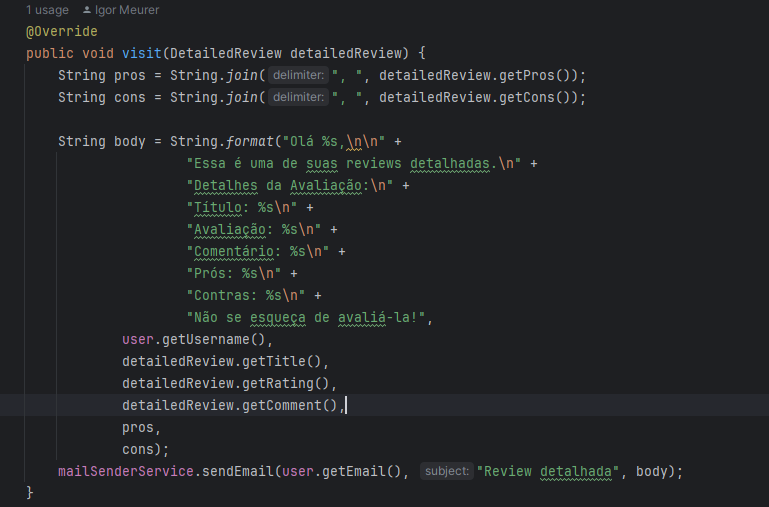 1 usage Igor Meurer
@Override
public void visit(DetailedReview detailedReview) {
String pros = String.join( delimiter: ", ", detailedReview.getPros());
String cons = String.join( delimiter: ", ", detailedReview.getCons());
String body = String.format("Olá %s,\n\n" +
"Essa é uma de suas reviews detalhadas.\n" +
"Detalhes da Avaliação:\n" +
"Título: %s\n" +
"Avaliação: %s\n" +
"Comentário: %s\n" +
"Prós: %s\n" +
"Contras: %s\n" +
"Não se esqueça de avaliá-la!",
user.getUsername(),
detailedReview.getTitle(),
detailedReview.getRating(),
detailedReview.getComment(),
pros,
cons);
mailSenderService.sendEmail(user.getEmail(), subject: "Review detalhada", body);
}